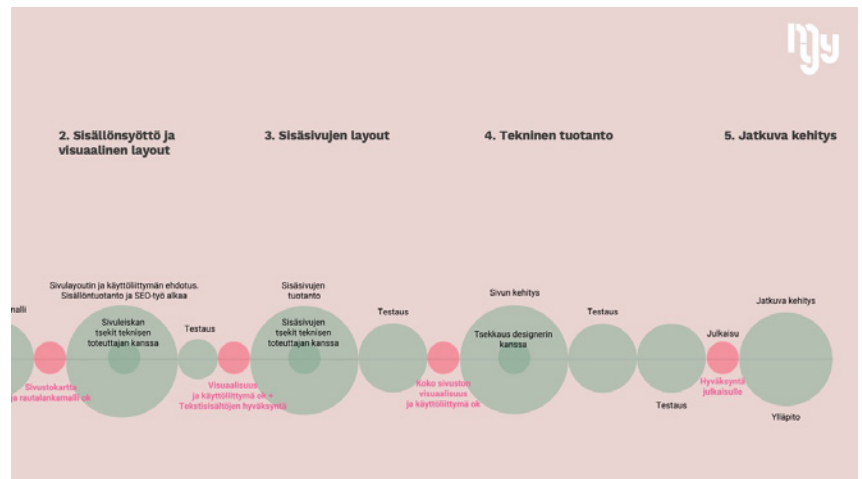 my
2. Sisällönsyöttö ja
visuaalinen layout
3. Sisäsivujen layout
4. Tekninen tuotanto
5. Jatkuva kehitys
nalli
Sivulayoutin ja käyttöliittymän ehdotus.
Sisällöntuotanto ja SEO-työ alkaa
Sivuleiskan
tsekit teknisen
toteuttajan kanssa
Sivustokartta
ja rautalankamalli ok
Testaus
Visuaalisuus
ja käyttöliittymä ok +
Tekstisisältöjen hyväksyntä
Sisäsivujen
tuotanto
Sisäsivujen
tsekit teknisen
toteuttajan kanssa
Testaus
Koko sivuston
visuaalisuus
ja käyttöliittymä ok
Sivun kehitys
Tsekkaus designerin
kanssa
Testaus
Testaus
Julkaisu
Hyväksyntä
julkaisulle
Jatkuva kehitys
Ylläpito